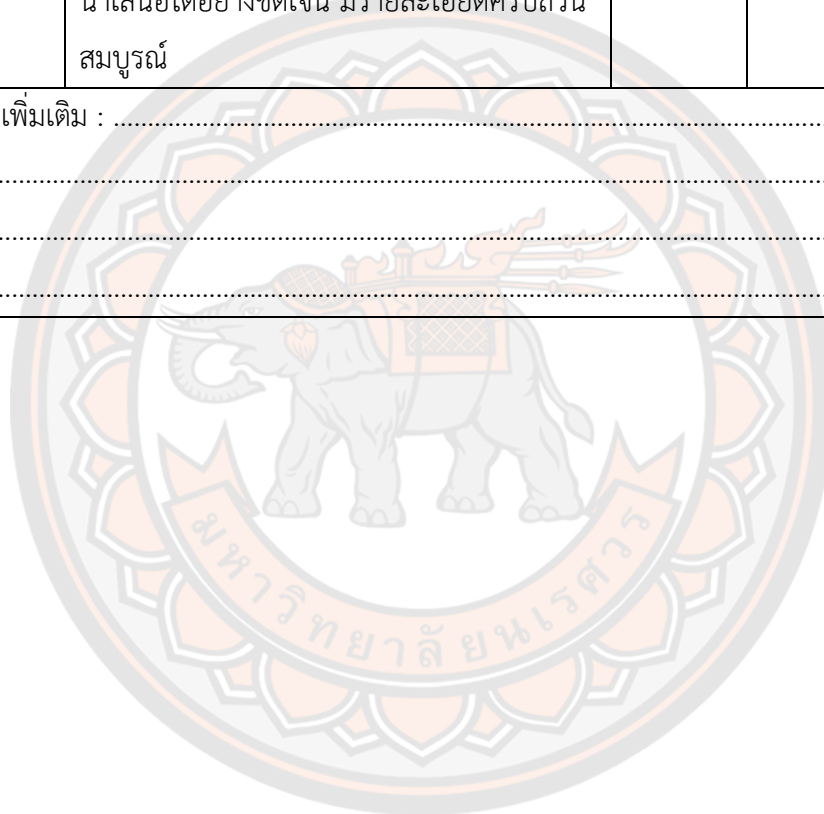 นำเสนอได้อย่างชัดเจน มีรายละเอียดครบถ้วน
สมบูรณ์
เพิ่มเติม : ................................................................................................
................................................................................................
................................................................................................
................................................................................................
มหาวิทยาลัยนเรศวร